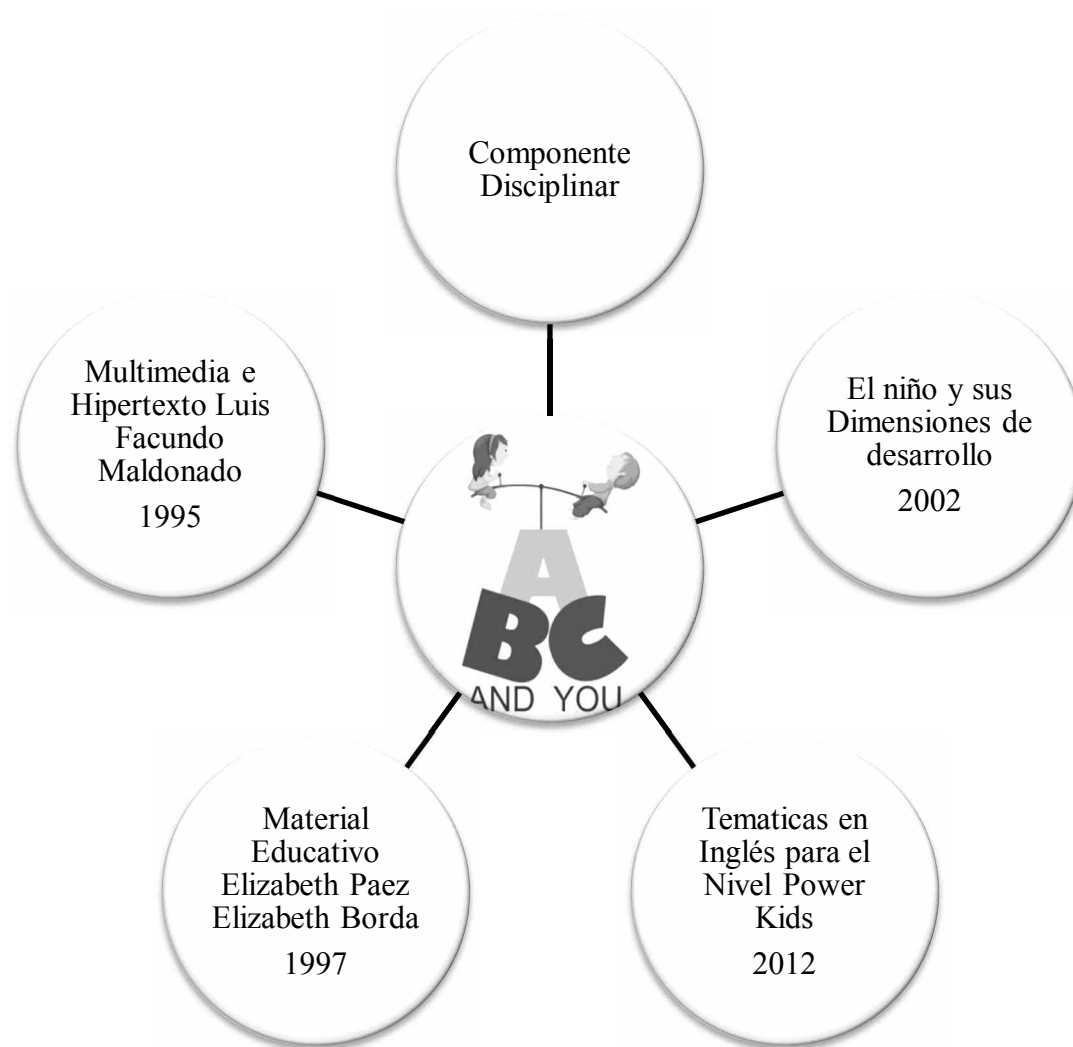 Componente
Disciplinar
Multimedia e
Hipertexto Luis
Facundo
Maldonado
1995
El niño y sus
Dimensiones de
desarrollo
2002
A
BC
AND YOU
Material
Educativo
Elizabeth Paez
Elizabeth Borda
1997
Tematicas en
Inglés para el
Nivel Power
Kids
2012